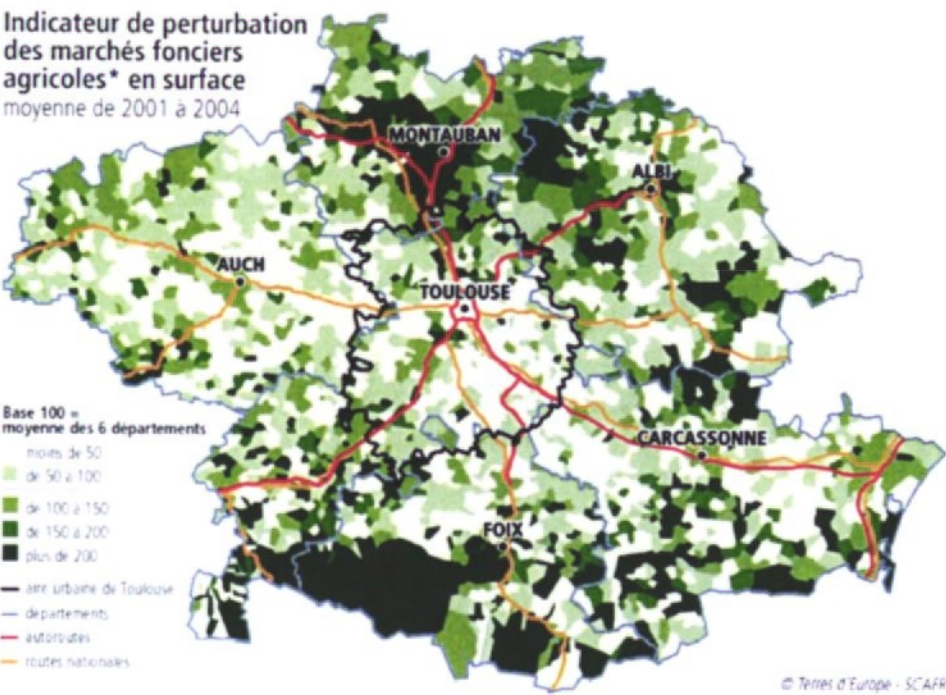 Indicateur de perturbation
des marchés fonciers
agricoles* en surface
moyenne de 2001 à 2004
MONTAUBAN
ALBI
AUCH
TOULOUSE
CARCASSONNE
FOIX
Base 100 =
moyenne des 6 départements
moins de 50
de 50 à 100
de 100 à 150
de 150 à 200
plus de 200
aire urbaine de Toulouse
départements
autoroutes
routes nationales
© Terres d'Europe - SCAFR